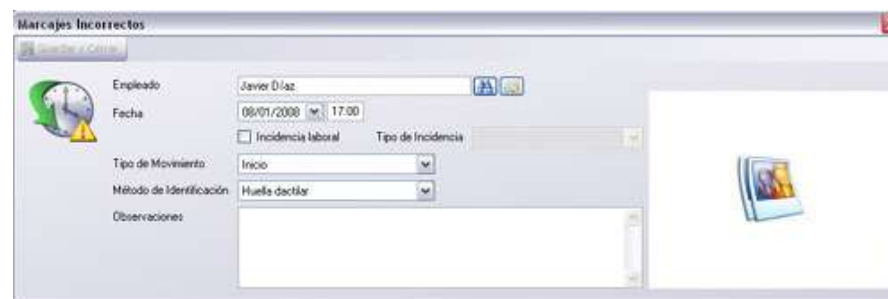 Marcajes Incorrectos
Guardar y Cerrar
Empleado Javier Díaz
Fecha 08/01/2008 17:00
Incidencia laboral Tipo de Incidencia
Tipo de Movimiento Inicio
Método de Identificación Huella dactilar
Observaciones